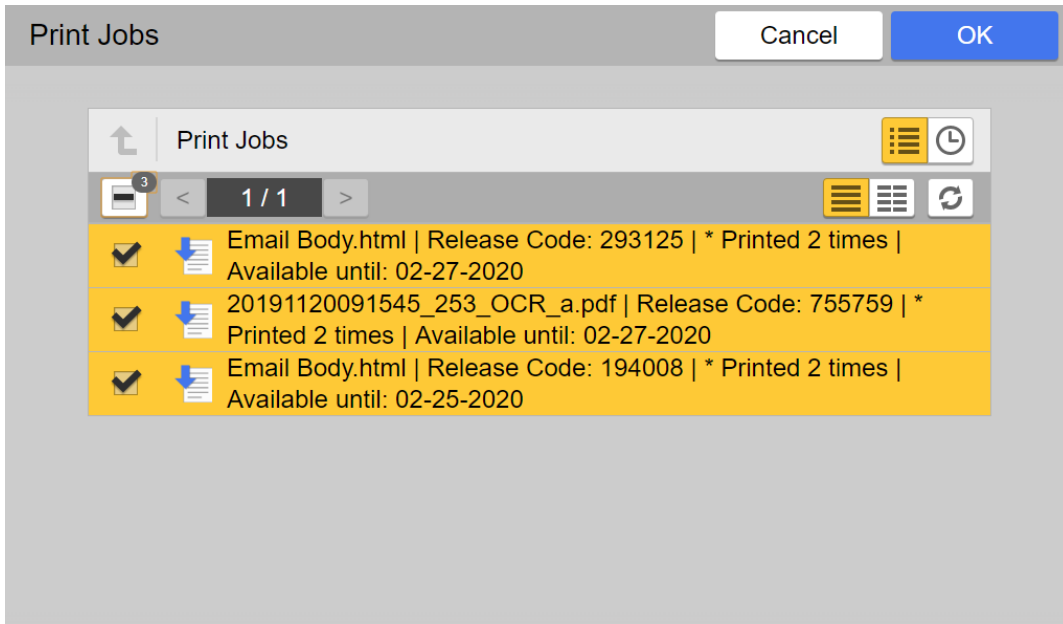 Print Jobs
Cancel
OK
Print Jobs
3
<
1 / 1
>
Email Body.html | Release Code: 293125 | * Printed 2 times |
Available until: 02-27-2020
20191120091545_253_OCR_a.pdf | Release Code: 755759 | *
Printed 2 times | Available until: 02-27-2020
Email Body.html | Release Code: 194008 | * Printed 2 times |
Available until: 02-25-2020